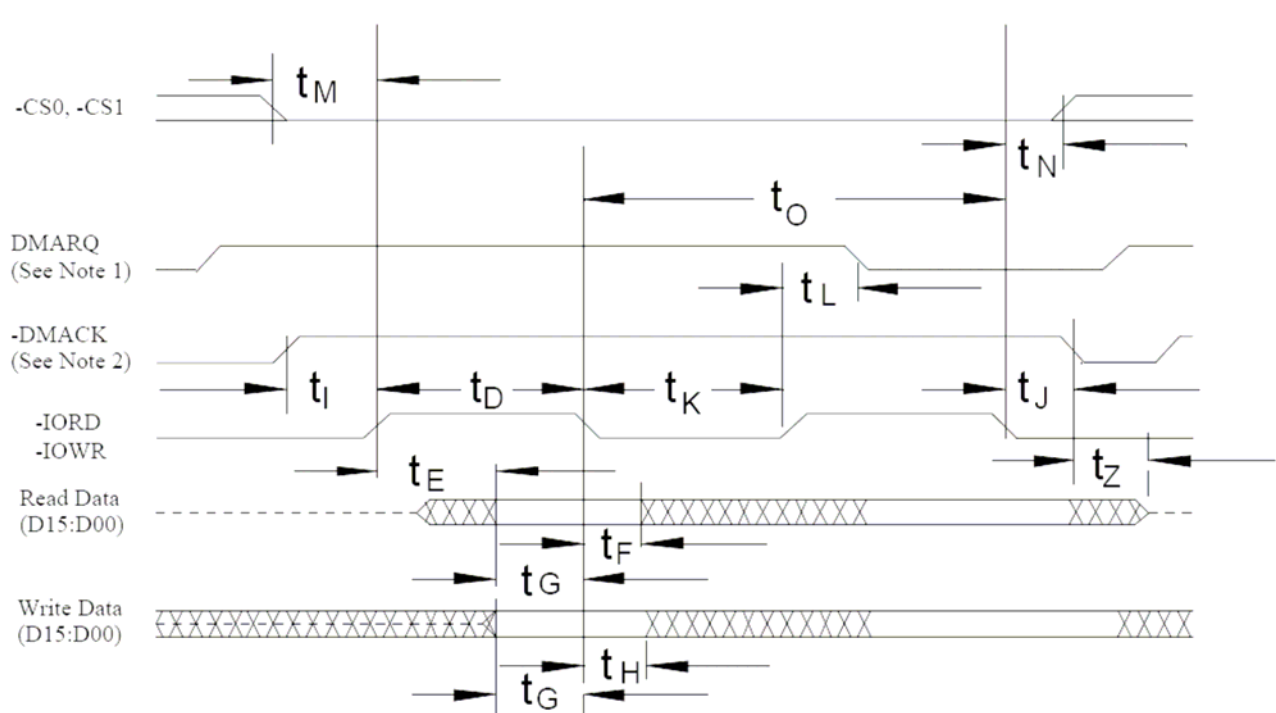 tM
-CS0, -CS1
tN
tO
DMARQ
(See Note 1)
tL
-DMACK
(See Note 2)
tI
tD
tK
tJ
-IORD
-IOWR
tE
tZ
Read Data
(D15:D00)
tF
tG
Write Data
(D15:D00)
tH
tG